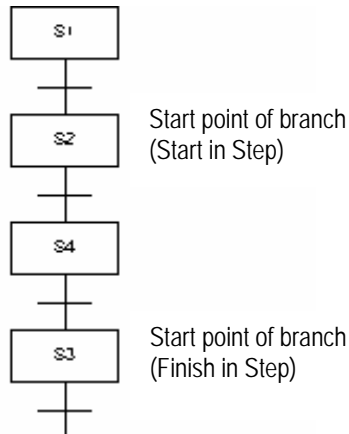 S1
S2
Start point of branch
(Start in Step)
S4
S3
Start point of branch
(Finish in Step)